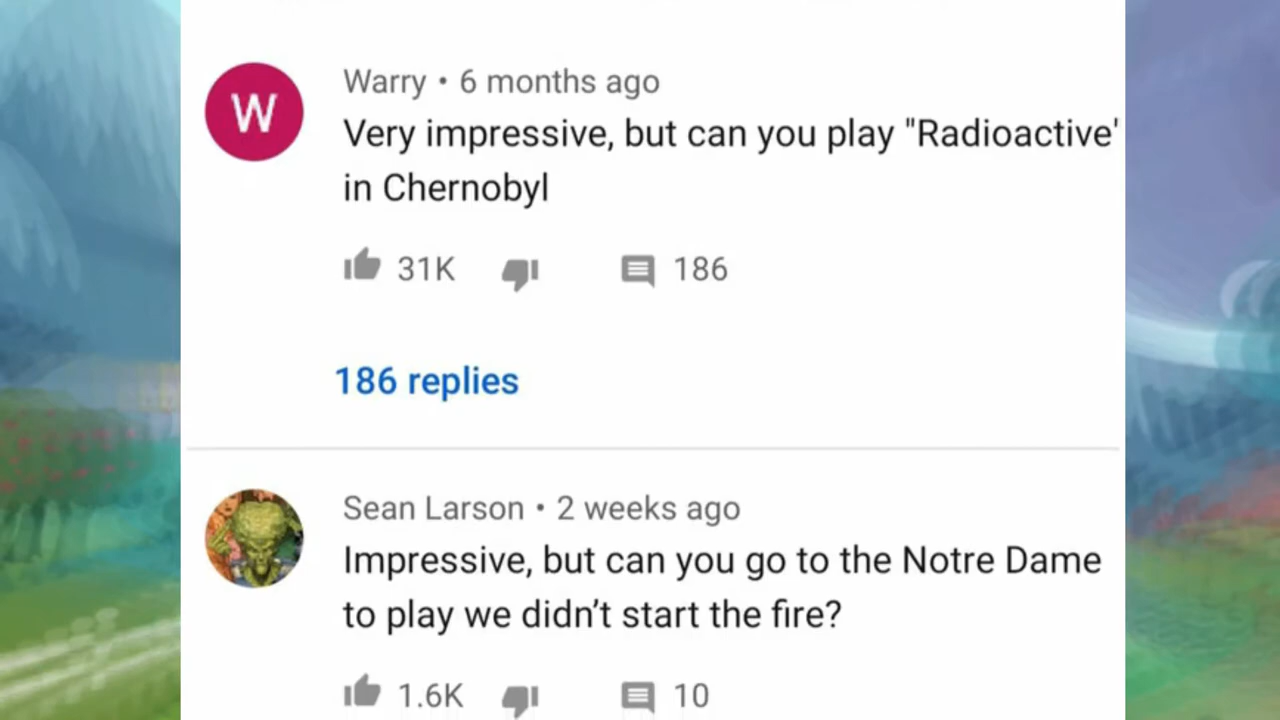 W
Warry • 6 months ago
Very impressive, but can you play "Radioactive'
in Chernobyl
31K 186
186 replies
Sean Larson • 2 weeks ago
Impressive, but can you go to the Notre Dame
to play we didn’t start the fire?
1.6K 10